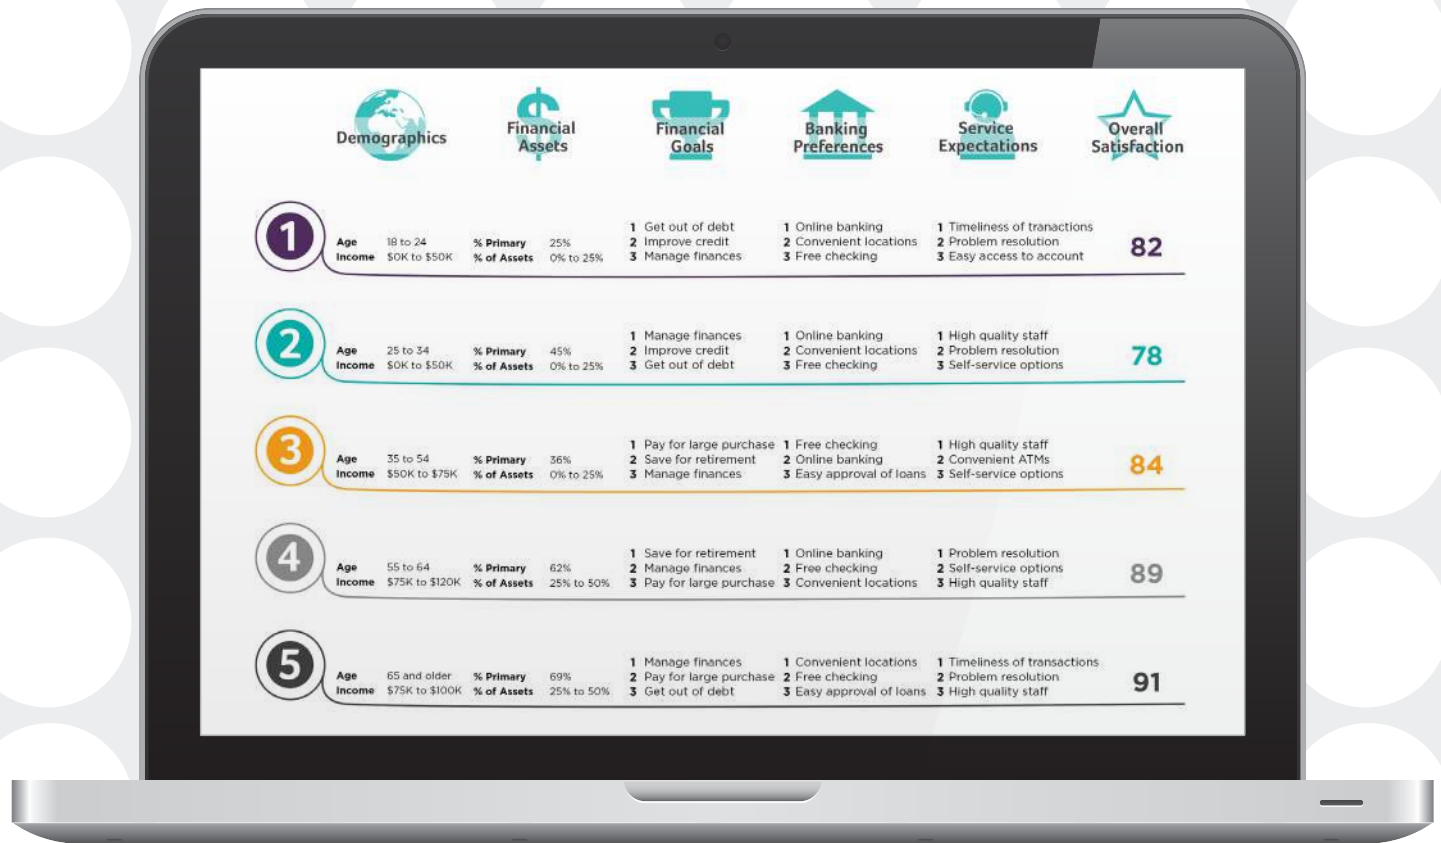 Demographics
Financial
Assets
Financial
Goals
Banking
Preferences
Service
Expectations
Overall
Satisfaction
1
Age 18 to 24
Income $0K to $50K
% Primary 25%
% of Assets 0% to 25%
1 Get out of debt
2 Improve credit
3 Manage finances
1 Online banking
2 Convenient locations
3 Free checking
1 Timeliness of tranactions
2 Problem resolution
3 Easy access to account
82
2
Age 25 to 34
Income $0K to $50K
% Primary 45%
% of Assets 0% to 25%
1 Manage finances
2 Improve credit
3 Get out of debt
1 Online banking
2 Convenient locations
3 Free checking
1 High quality staff
2 Problem resolution
3 Self-service options
78
3
Age 35 to 54
Income $50K to $75K
% Primary 36%
% of Assets 0% to 25%
1 Pay for large purchase
2 Save for retirement
3 Manage finances
1 Free checking
2 Online banking
3 Easy approval of loans
1 High quality staff
2 Convenient ATMs
3 Self-service options
84
4
Age 55 to 64
Income $75K to $120K
% Primary 62%
% of Assets 25% to 50%
1 Save for retirement
2 Manage finances
3 Pay for large purchase
1 Online banking
2 Free checking
3 Convenient locations
1 Problem resolution
2 Self-service options
3 High quality staff
89
5
Age 65 and older
Income $75K to $100K
% Primary 69%
% of Assets 25% to 50%
1 Manage finances
2 Pay for large purchase
3 Get out of debt
1 Convenient locations
2 Free checking
3 Easy approval of loans
1 Timeliness of transactions
2 Problem resolution
3 High quality staff
91